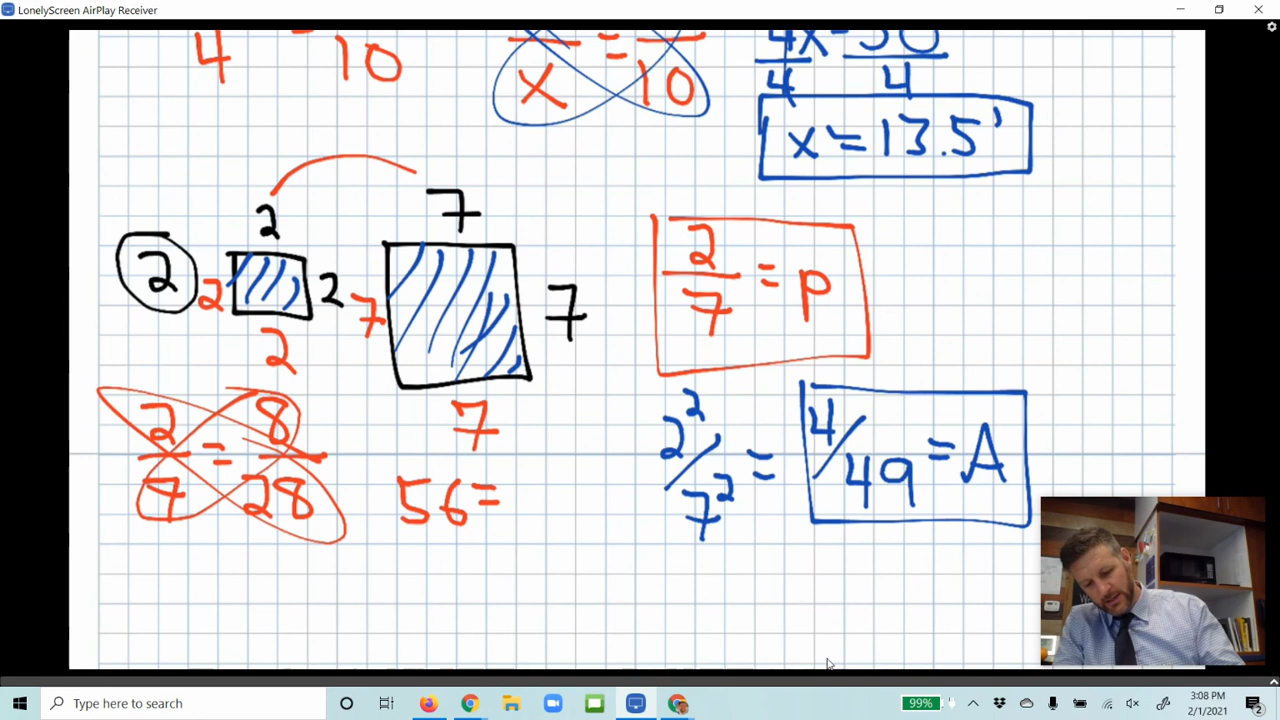 LonelyScreen AirPlay Receiver
4 = 10
x = 10
4x = 
4 4
x = 13.5'
2
2 2
2
7
7 7
7
2
2/7 = p
2/7 = 8/28
56 =
2²/7² = 4/49 = A
Type here to search
99%
3:08 PM
2/1/2021
2